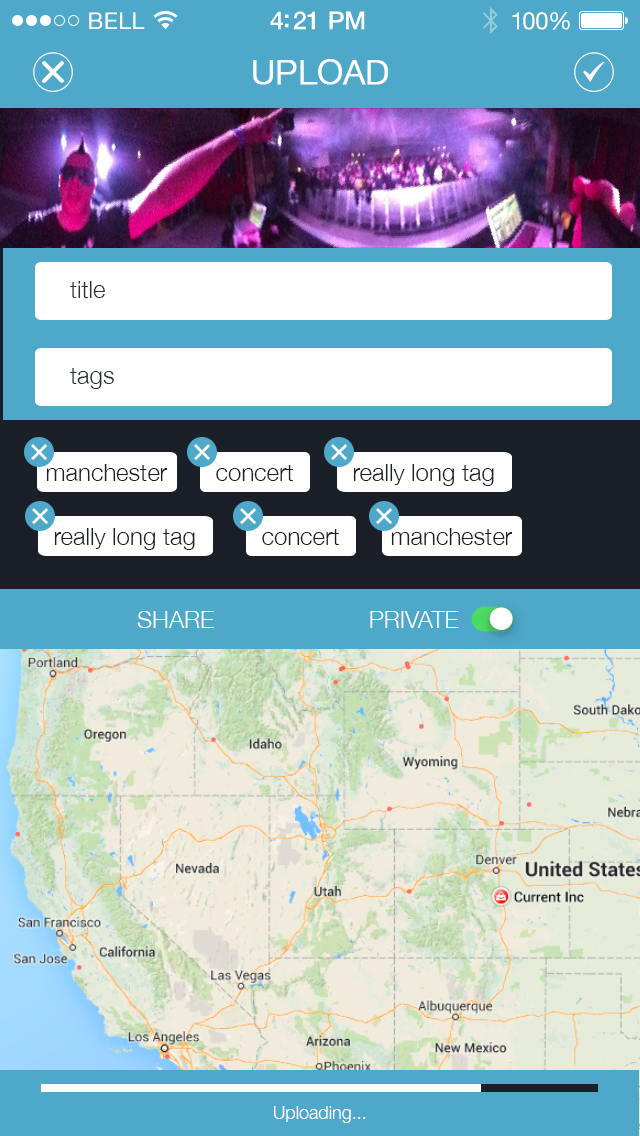 BELL 4:21 PM 100%
UPLOAD
title
tags
manchester concert really long tag
really long tag concert manchester
SHARE PRIVATE
Portland
South Dako
Oregon
Idaho
Wyoming
Nebra
Denver
United States
Nevada
Utah
Current Inc
San Francisco
California
San Jose
Las Vegas
Albuquerque
Los Angeles
Arizona
New Mexico
Phoenix
Uploading...